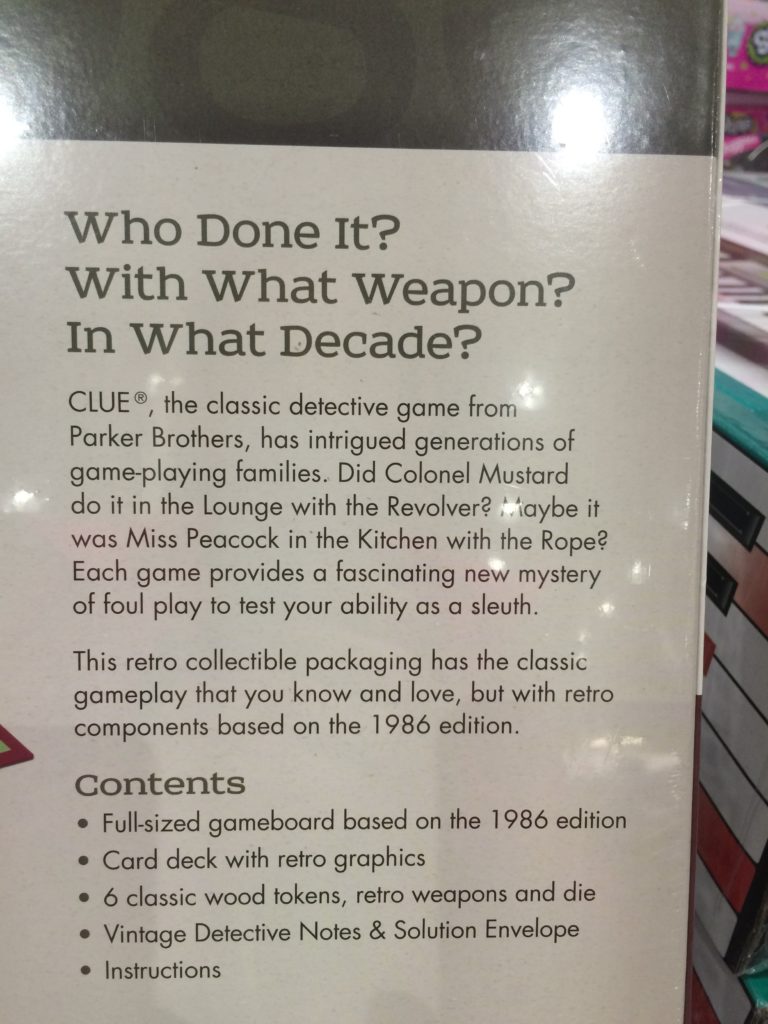 Who Done It?
With What Weapon?
In What Decade?
CLUE®, the classic detective game from
Parker Brothers, has intrigued generations of
game-playing families. Did Colonel Mustard
do it in the Lounge with the Revolver? Maybe it
was Miss Peacock in the Kitchen with the Rope?
Each game provides a fascinating new mystery
of foul play to test your ability as a sleuth.
This retro collectible packaging has the classic
gameplay that you know and love, but with retro
components based on the 1986 edition.
Contents
• Full-sized gameboard based on the 1986 edition
• Card deck with retro graphics
• 6 classic wood tokens, retro weapons and die
• Vintage Detective Notes & Solution Envelope
• Instructions